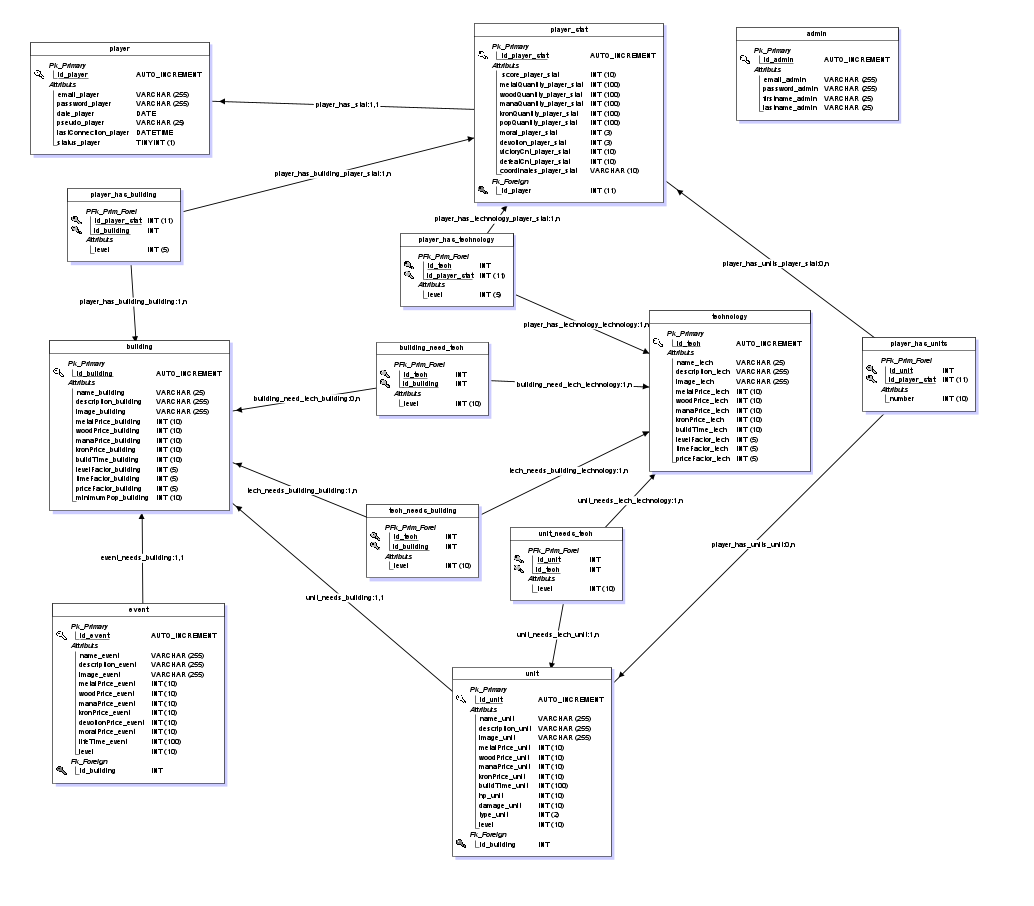 player
Pk_Primary
id_player AUTO_INCREMENT
Attributs
email_player VARCHAR (255)
password_player VARCHAR (255)
date_player DATE
pseudo_player VARCHAR (25)
lastConnection_player DATETIME
status_player TINYINT (1)
player_stat
Pk_Primary
id_player_stat AUTO_INCREMENT
Attributs
score_player_stat INT (10)
metalQuantity_player_stat INT (100)
woodQuantity_player_stat INT (100)
manaQuantity_player_stat INT (100)
kronQuantity_player_stat INT (100)
popQuantity_player_stat INT (100)
moral_player_stat INT (3)
devotion_player_stat INT (3)
victoryCnt_player_stat INT (10)
defeatCnt_player_stat INT (10)
coordinates_player_stat VARCHAR (10)
Fk_Foreign
id_player INT (11)
admin
Pk_Primary
id_admin AUTO_INCREMENT
Attributs
email_admin VARCHAR (255)
password_admin VARCHAR (255)
firstname_admin VARCHAR (25)
lastname_admin VARCHAR (25)
player_has_stat:1,1
player_has_building_player_stat:1,n
player_has_building
PFk_Prim_Forei
id_player_stat INT (11)
id_building INT
Attributs
level INT (5)
player_has_technology_player_stat:1,n
player_has_technology
PFk_Prim_Forei
id_tech INT
id_player_stat INT (11)
Attributs
level INT (5)
player_has_units_player_stat:0,n
player_has_building_building:1,n
player_has_technology_technology:1,n
building
Pk_Primary
id_building AUTO_INCREMENT
Attributs
name_building VARCHAR (25)
description_building VARCHAR (255)
image_building VARCHAR (255)
metalPrice_building INT (10)
woodPrice_building INT (10)
manaPrice_building INT (10)
kronPrice_building INT (10)
buildTime_building INT (10)
levelFactor_building INT (5)
timeFactor_building INT (5)
priceFactor_building INT (5)
minimumPop_building INT (10)
building_need_tech
PFk_Prim_Forei
id_tech INT
id_building INT
Attributs
level INT (10)
building_need_tech_building:0,n
building_need_tech_technology:1,n
technology
Pk_Primary
id_tech AUTO_INCREMENT
Attributs
name_tech VARCHAR (25)
description_tech VARCHAR (255)
image_tech VARCHAR (255)
metalPrice_tech INT (10)
woodPrice_tech INT (10)
manaPrice_tech INT (10)
kronPrice_tech INT (10)
buildTime_tech INT (10)
levelFactor_tech INT (5)
timeFactor_tech INT (5)
priceFactor_tech INT (5)
player_has_units
PFk_Prim_Forei
id_unit INT
id_player_stat INT (11)
Attributs
number INT (10)
tech_needs_building_technology:1,n
tech_needs_building_building:1,n
unit_needs_tech_technology:1,n
tech_needs_building
PFk_Prim_Forei
id_tech INT
id_building INT
Attributs
level INT (10)
unit_needs_tech
PFk_Prim_Forei
id_unit INT
id_tech INT
Attributs
level INT (10)
player_has_units_unit:0,n
event_needs_building:1,1
unit_needs_building:1,1
unit_needs_tech_unit:1,n
event
Pk_Primary
id_event AUTO_INCREMENT
Attributs
name_event VARCHAR (255)
description_event VARCHAR (255)
image_event VARCHAR (255)
metalPrice_event INT (10)
woodPrice_event INT (10)
manaPrice_event INT (10)
kronPrice_event INT (10)
devotionPrice_event INT (10)
moralPrice_event INT (10)
lifeTime_event INT (100)
level INT (10)
Fk_Foreign
id_building INT
unit
Pk_Primary
id_unit AUTO_INCREMENT
Attributs
name_unit VARCHAR (255)
description_unit VARCHAR (255)
image_unit VARCHAR (255)
metalPrice_unit INT (10)
woodPrice_unit INT (10)
manaPrice_unit INT (10)
kronPrice_unit INT (10)
buildTime_unit INT (100)
hp_unit INT (10)
damage_unit INT (10)
type_unit INT (2)
level INT (10)
Fk_Foreign
id_building INT